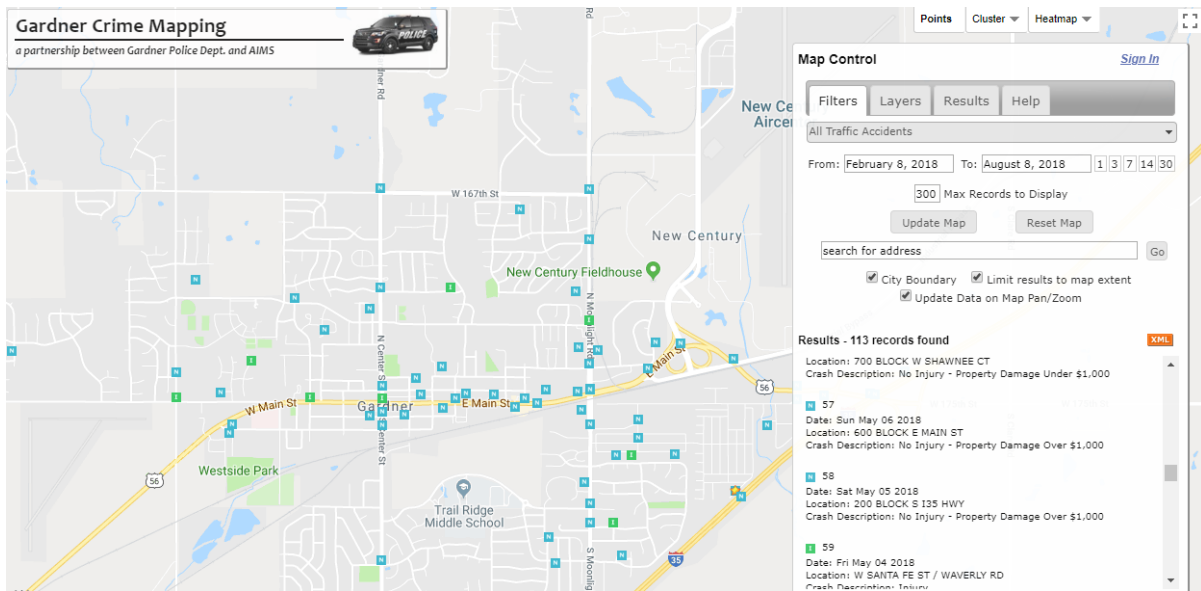 Gardner Crime Mapping
a partnership between Gardner Police Dept. and AIMS
POLICE
Points
Cluster
Heatmap
Map Control
Sign In
Filters
Layers
Results
Help
All Traffic Accidents
From: February 8, 2018 To: August 8, 2018 1 3 7 14 30
300 Max Records to Display
Update Map
Reset Map
search for address
Go
City Boundary
Limit results to map extent
Update Data on Map Pan/Zoom
Results - 113 records found
XML
Location: 700 BLOCK W SHAWNEE CT
Crash Description: No Injury - Property Damage Under $1,000
N 57
Date: Sun May 06 2018
Location: 600 BLOCK E MAIN ST
Crash Description: No Injury - Property Damage Over $1,000
N 58
Date: Sat May 05 2018
Location: 200 BLOCK S I35 HWY
Crash Description: No Injury - Property Damage Over $1,000
I 59
Date: Fri May 04 2018
Location: W SANTA FE ST / WAVERLY RD
Crash Description: Injury
Rd
rdner Rd
New Ce
Aircer
W 167th St
New Century
New Century Fieldhouse
N Moonlight Rd
N Center S
E Main St
W Main St
Gardner
E Main St
S Center St
56
56
Westside Park
Trail Ridge
Middle School
35
S Moonlig